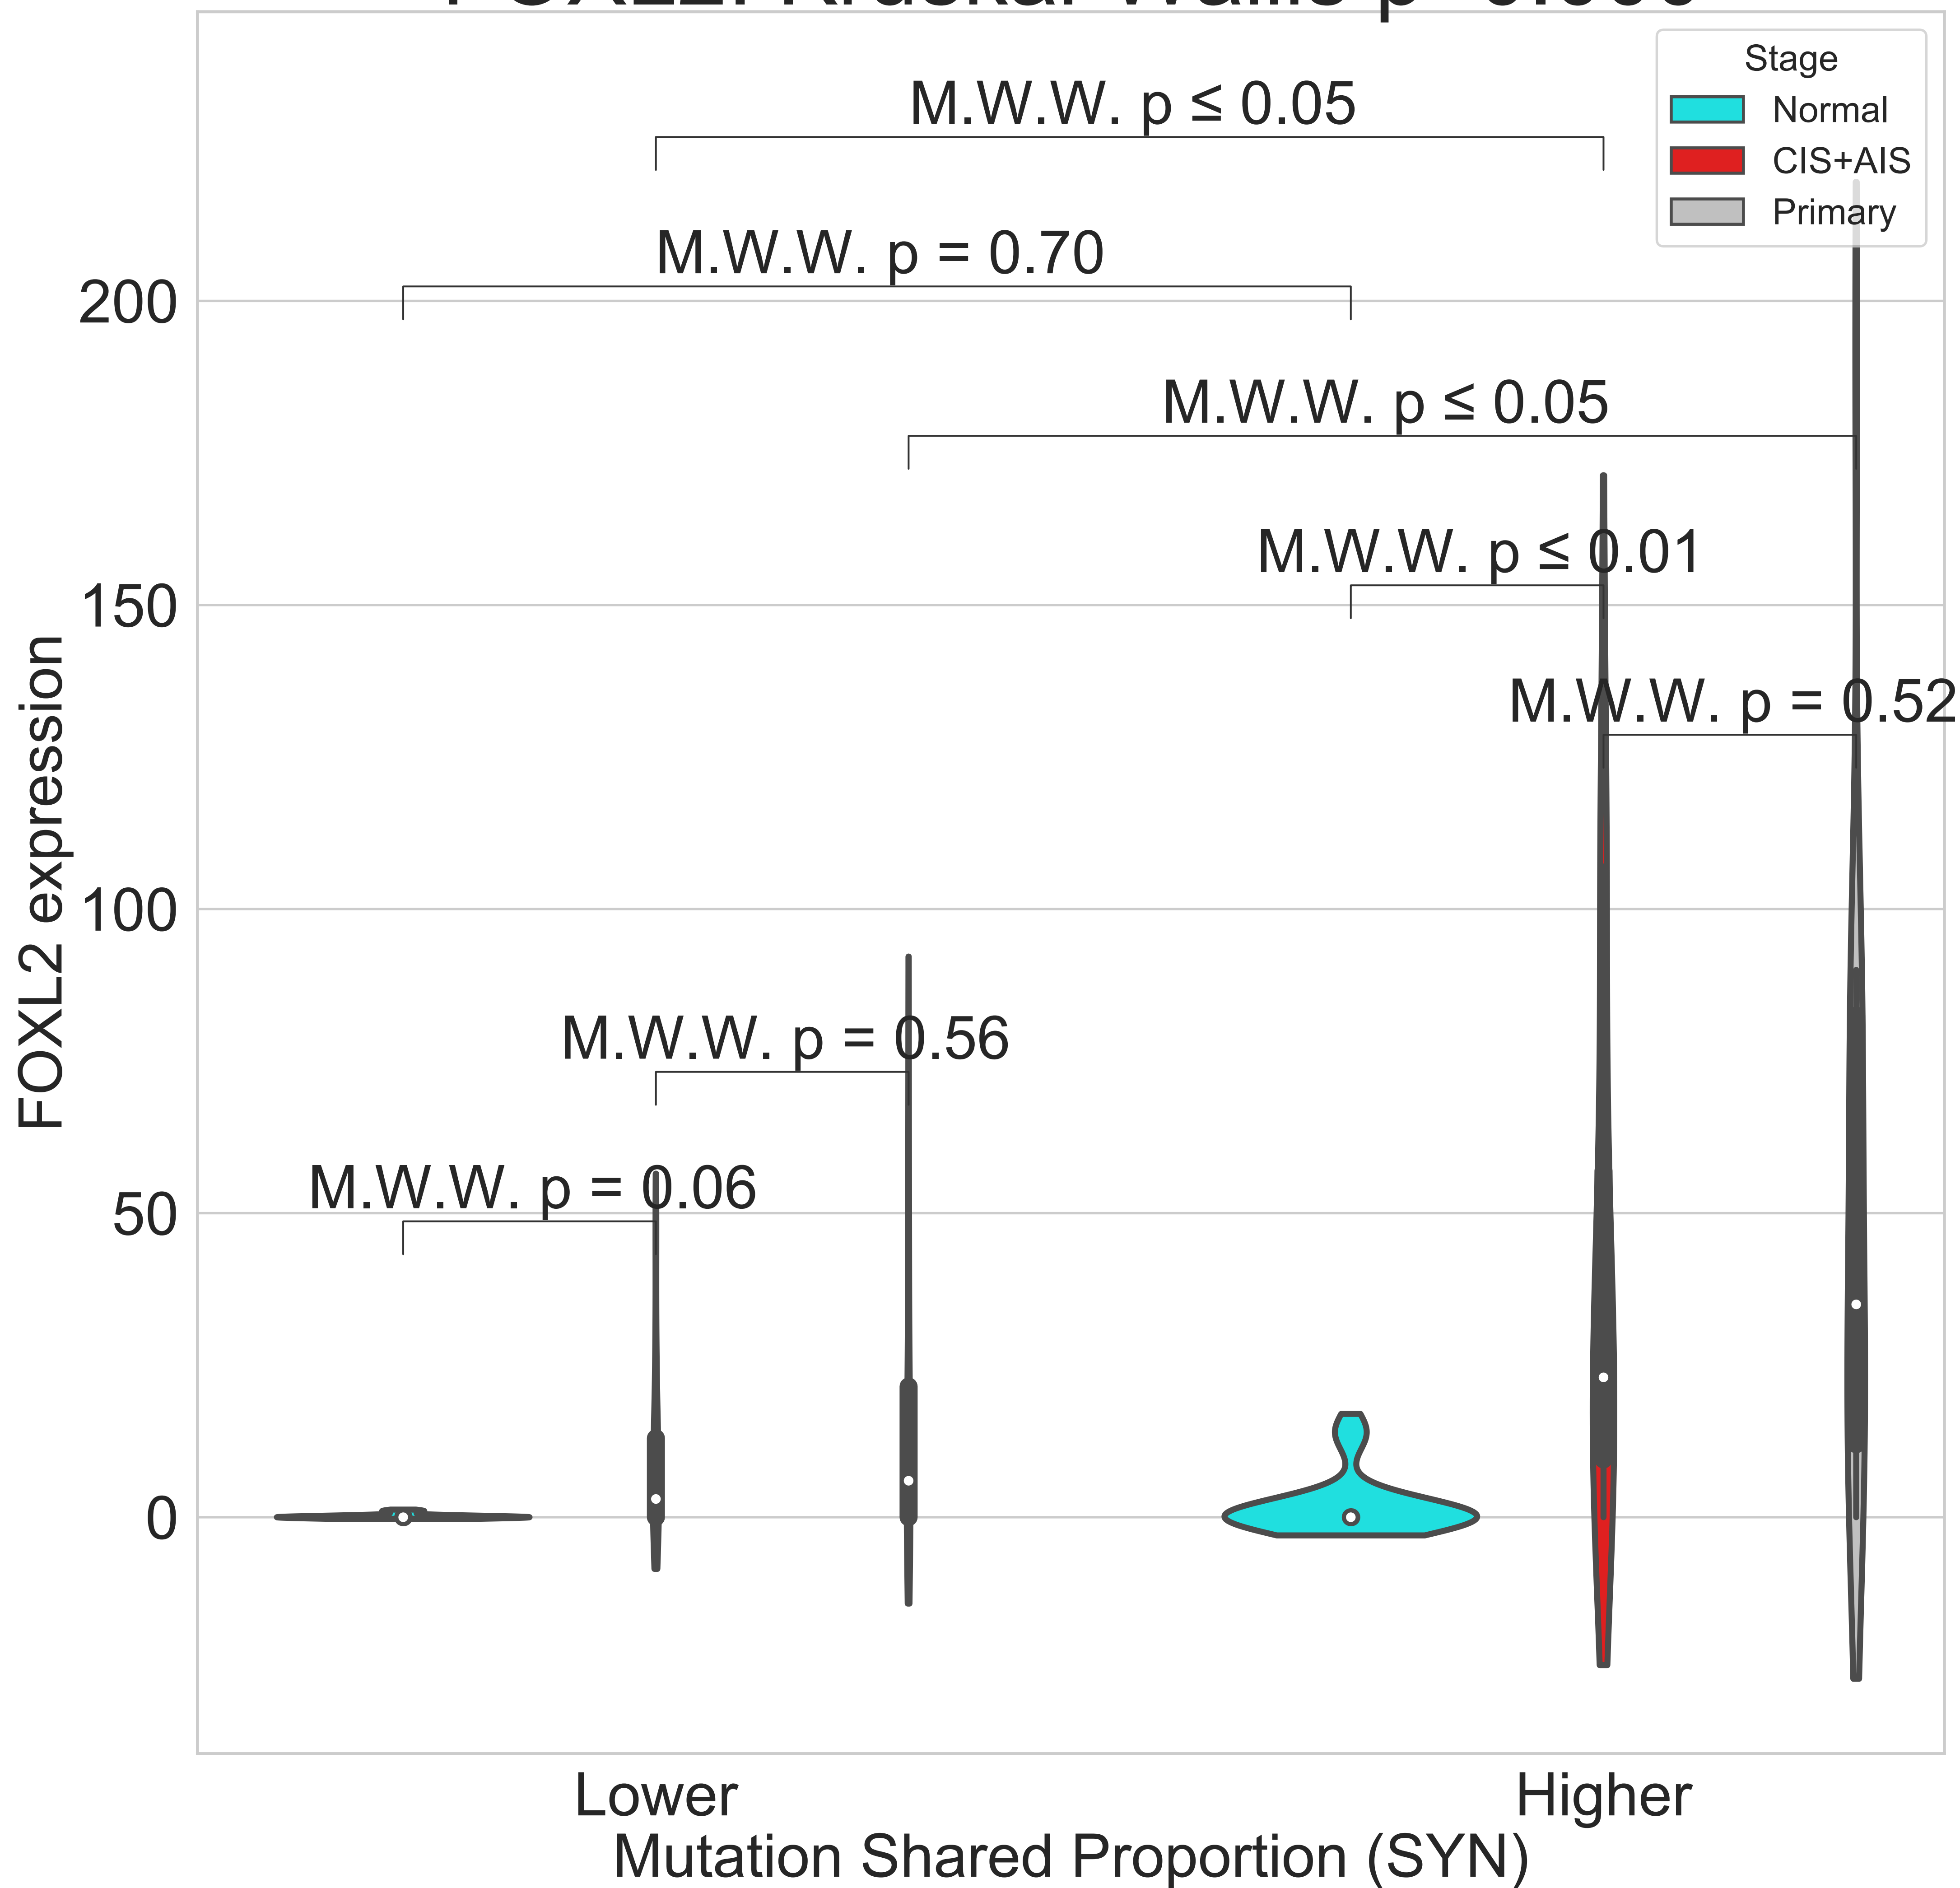 Stage
Normal
CIS+AIS
Primary
M.W.W. p ≤ 0.05
M.W.W. p = 0.70
M.W.W. p ≤ 0.05
M.W.W. p ≤ 0.01
M.W.W. p = 0.52
M.W.W. p = 0.56
M.W.W. p = 0.06
FOXL2 expression
200
150
100
50
0
Lower
Higher
Mutation Shared Proportion (SYN)